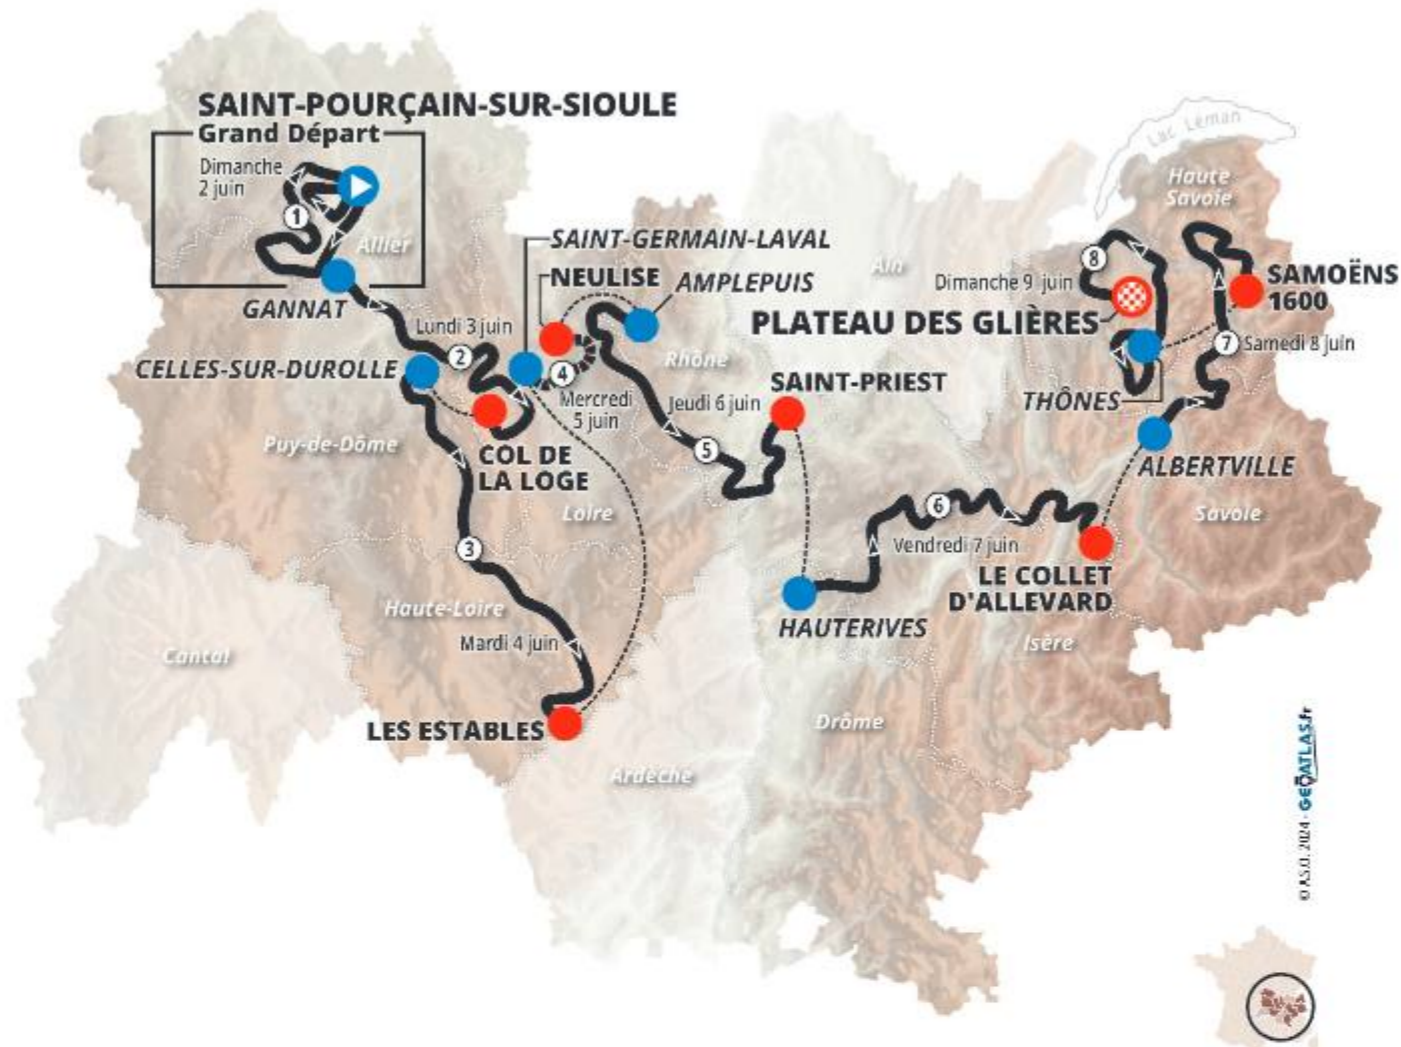 SAINT-POURÇAIN-SUR-SIOULE
Grand Départ
Dimanche
2 juin
1
Allier
GANNAT
Lac Léman
Haute
Savoie
SAINT-GERMAIN-LAVAL
NEULISE
AMPLEPUIS
Ain
8
Dimanche 9 juin
PLATEAU DES GLIÈRES
SAMOËNS
1600
Lundi 3 juin
2
CELLES-SUR-DUROLLE
4
Mercredi
5 juin
Rhône
7
Samedi 8 juin
SAINT-PRIEST
Jeudi 6 juin
5
THÔNES
Puy-de-Dôme
COL DE
LA LOGE
ALBERTVILLE
Loire
6
Vendredi 7 juin
Savoie
3
LE COLLET
D'ALLEVARD
Haute-Loire
HAUTERIVES
Mardi 4 juin
Isère
Cantal
LES ESTABLES
Drôme
Ardèche
© A.S.O. 2024 - GEOATLAS.fr